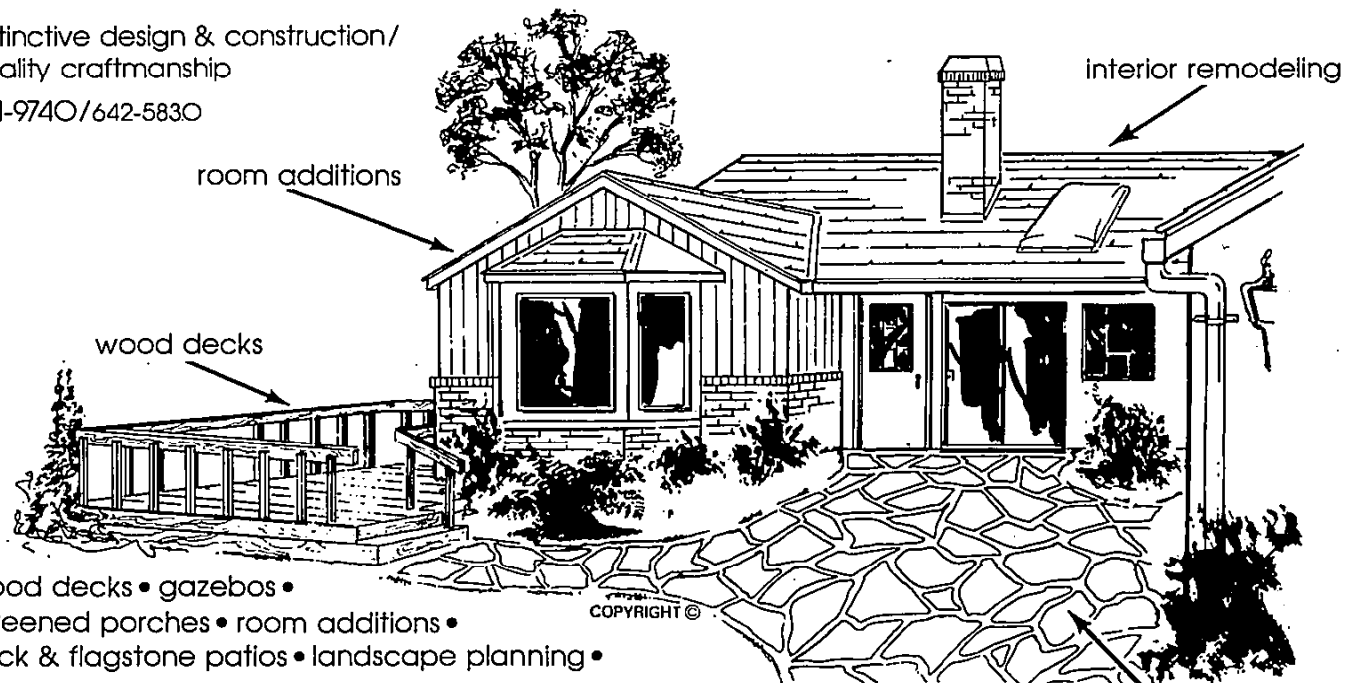 tinctive design & construction/
ality craftmanship
-9740/642-5830
interior remodeling
room additions
wood decks
ood decks • gazebos •
COPYRIGHT ©
eened porches • room additions •
ck & flagstone patios • landscape planning •